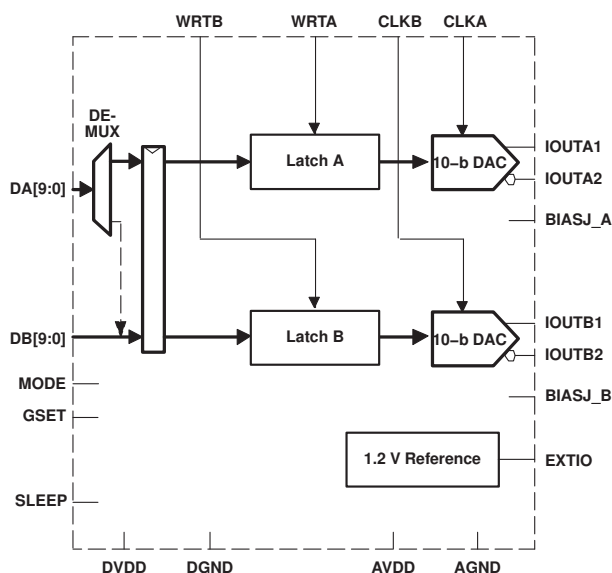 WRTB WRTA CLKB CLKA
DE-
MUX
DA[9:0]
Latch A
10−b DAC
IOUTA1
IOUTA2
BIASJ_A
DB[9:0]
Latch B
10−b DAC
IOUTB1
IOUTB2
BIASJ_B
MODE
GSET
1.2 V Reference
EXTIO
SLEEP
DVDD DGND AVDD AGND